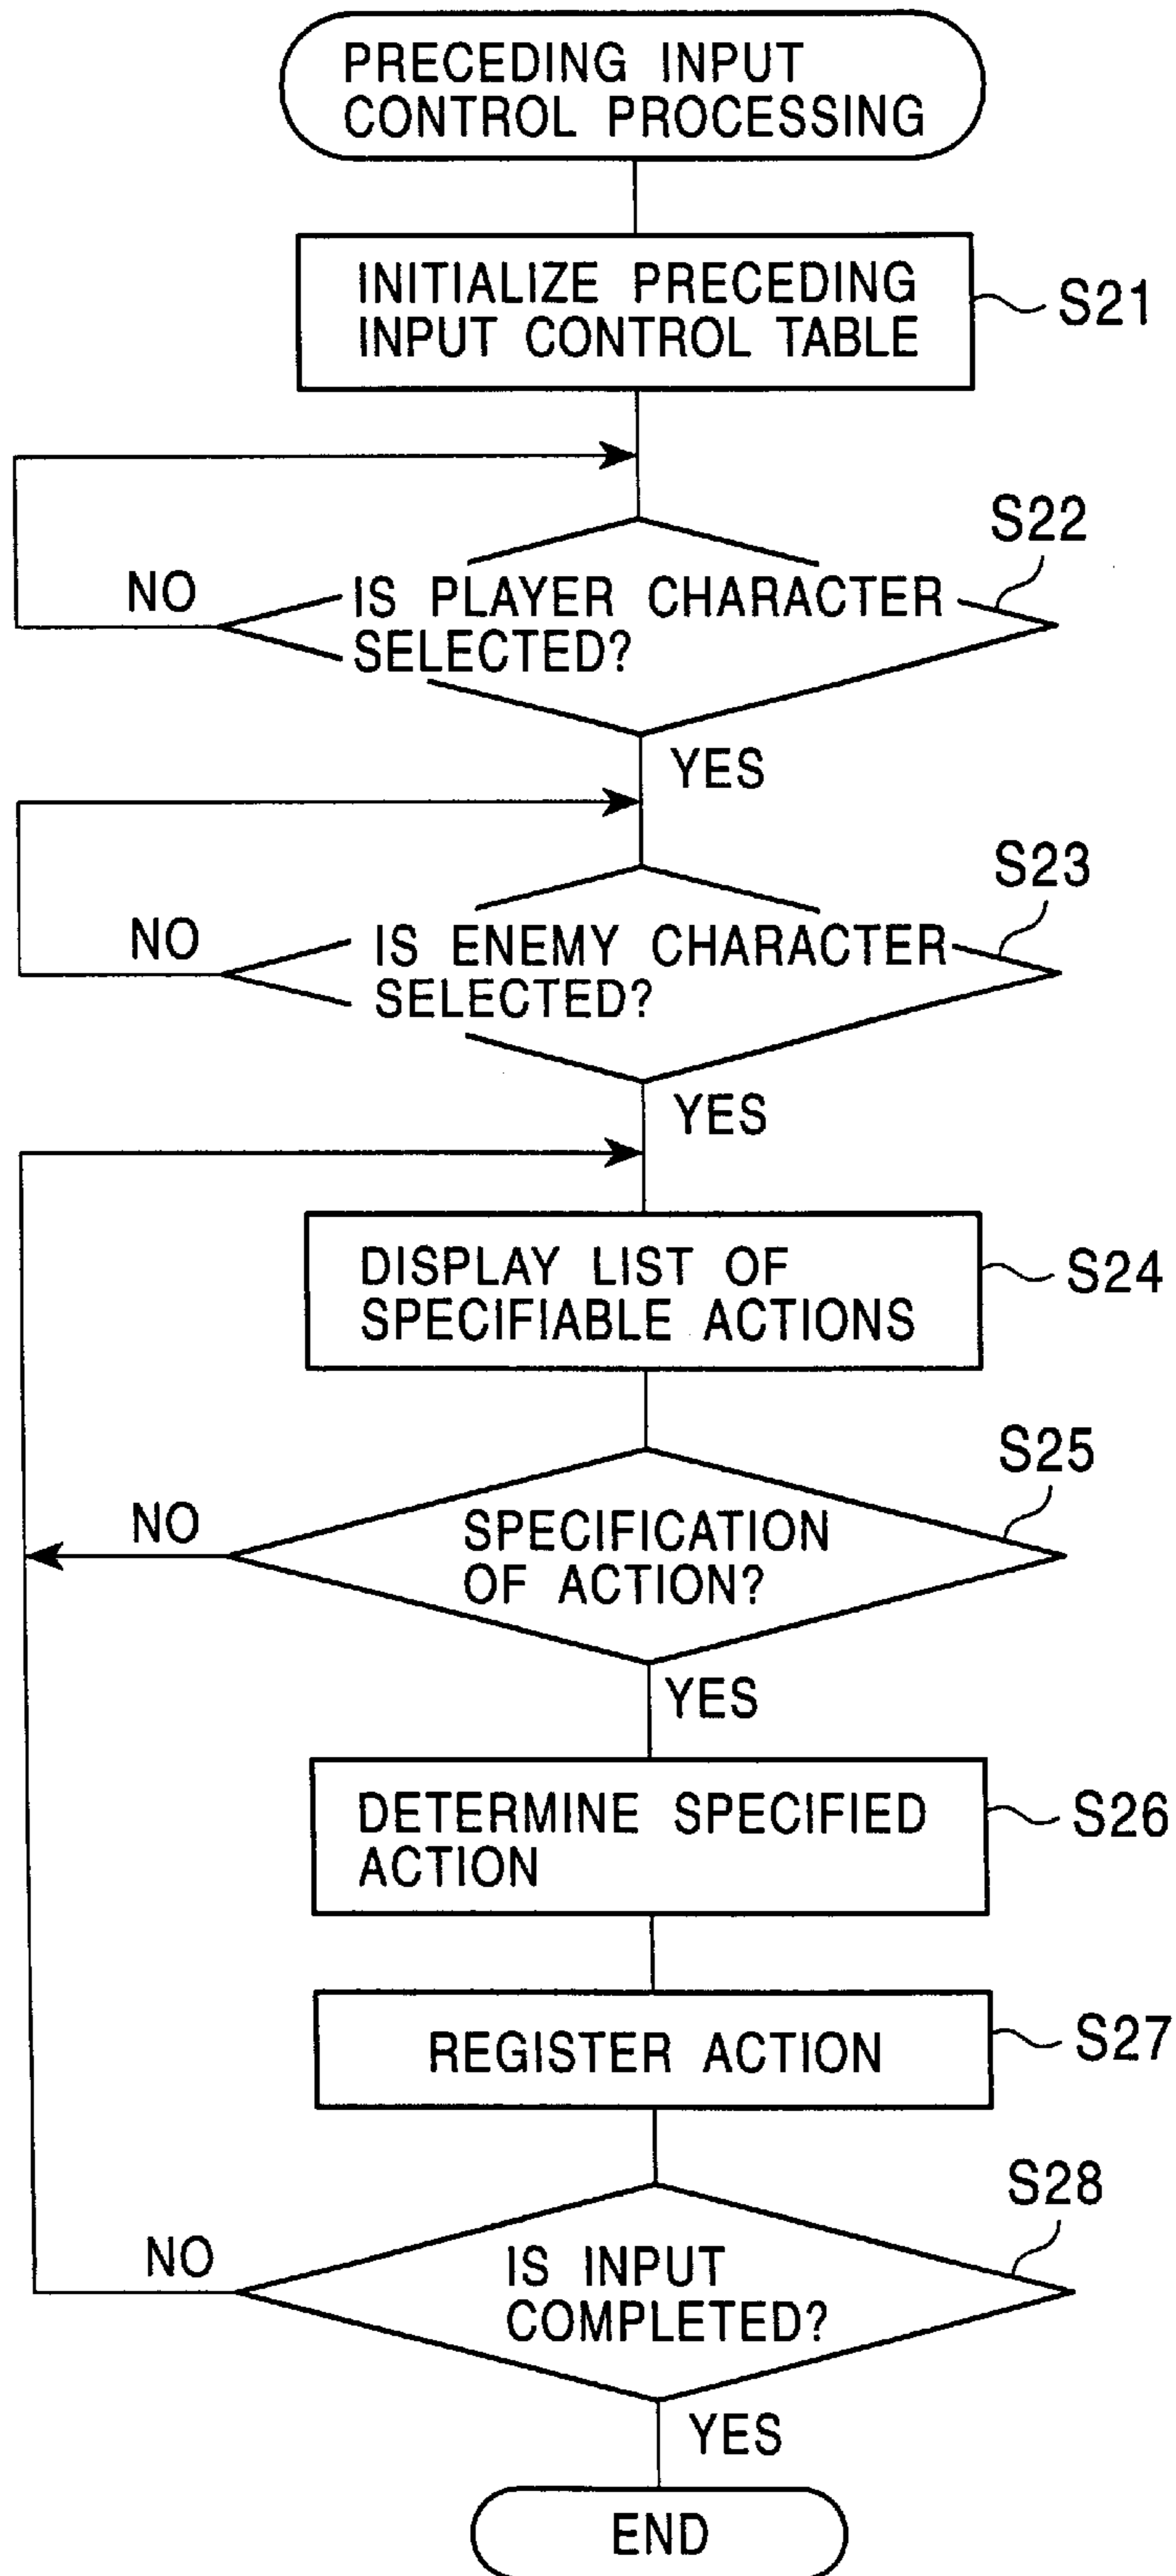 PRECEDING INPUT
CONTROL PROCESSING
INITIALIZE PRECEDING
INPUT CONTROL TABLE
S21
S22
NO
IS PLAYER CHARACTER
SELECTED?
YES
S23
NO
IS ENEMY CHARACTER
SELECTED?
YES
DISPLAY LIST OF
SPECIFIABLE ACTIONS
S24
S25
NO
SPECIFICATION
OF ACTION?
YES
DETERMINE SPECIFIED
ACTION
S26
REGISTER ACTION
S27
S28
NO
IS INPUT
COMPLETED?
YES
END